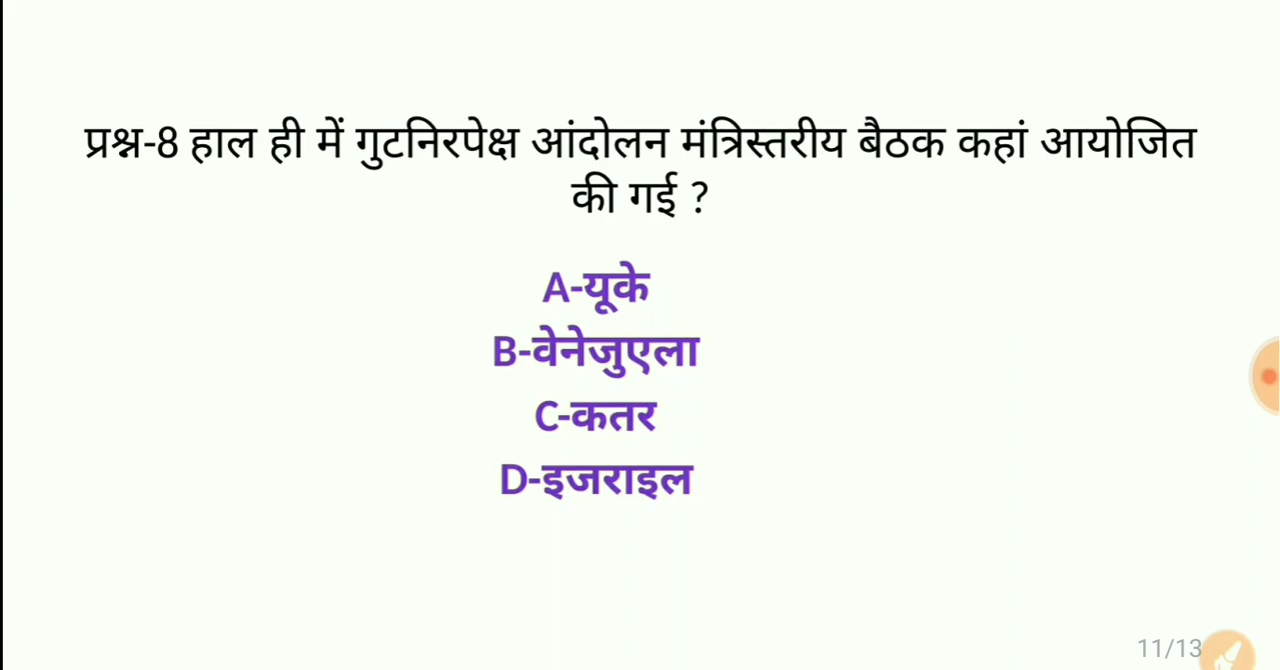 प्रश्न-8 हाल ही में गुटनिरपेक्ष आंदोलन मंत्रिस्तरीय बैठक कहां आयोजित
की गई ?
A-यूके
B-वेनेजुएला
C-कतर
D-इजराइल
11/13